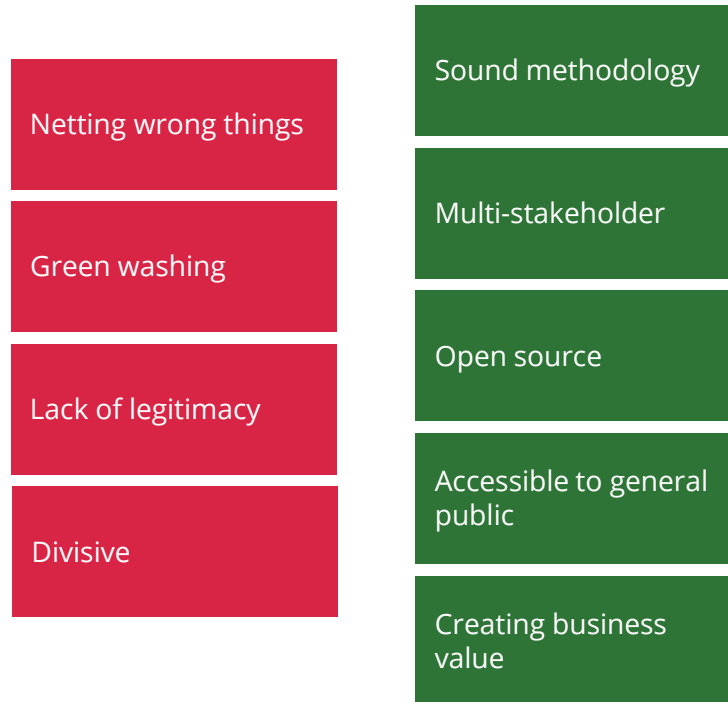 Netting wrong things
Green washing
Lack of legitimacy
Divisive
Sound methodology
Multi-stakeholder
Open source
Accessible to general
public
Creating business
value